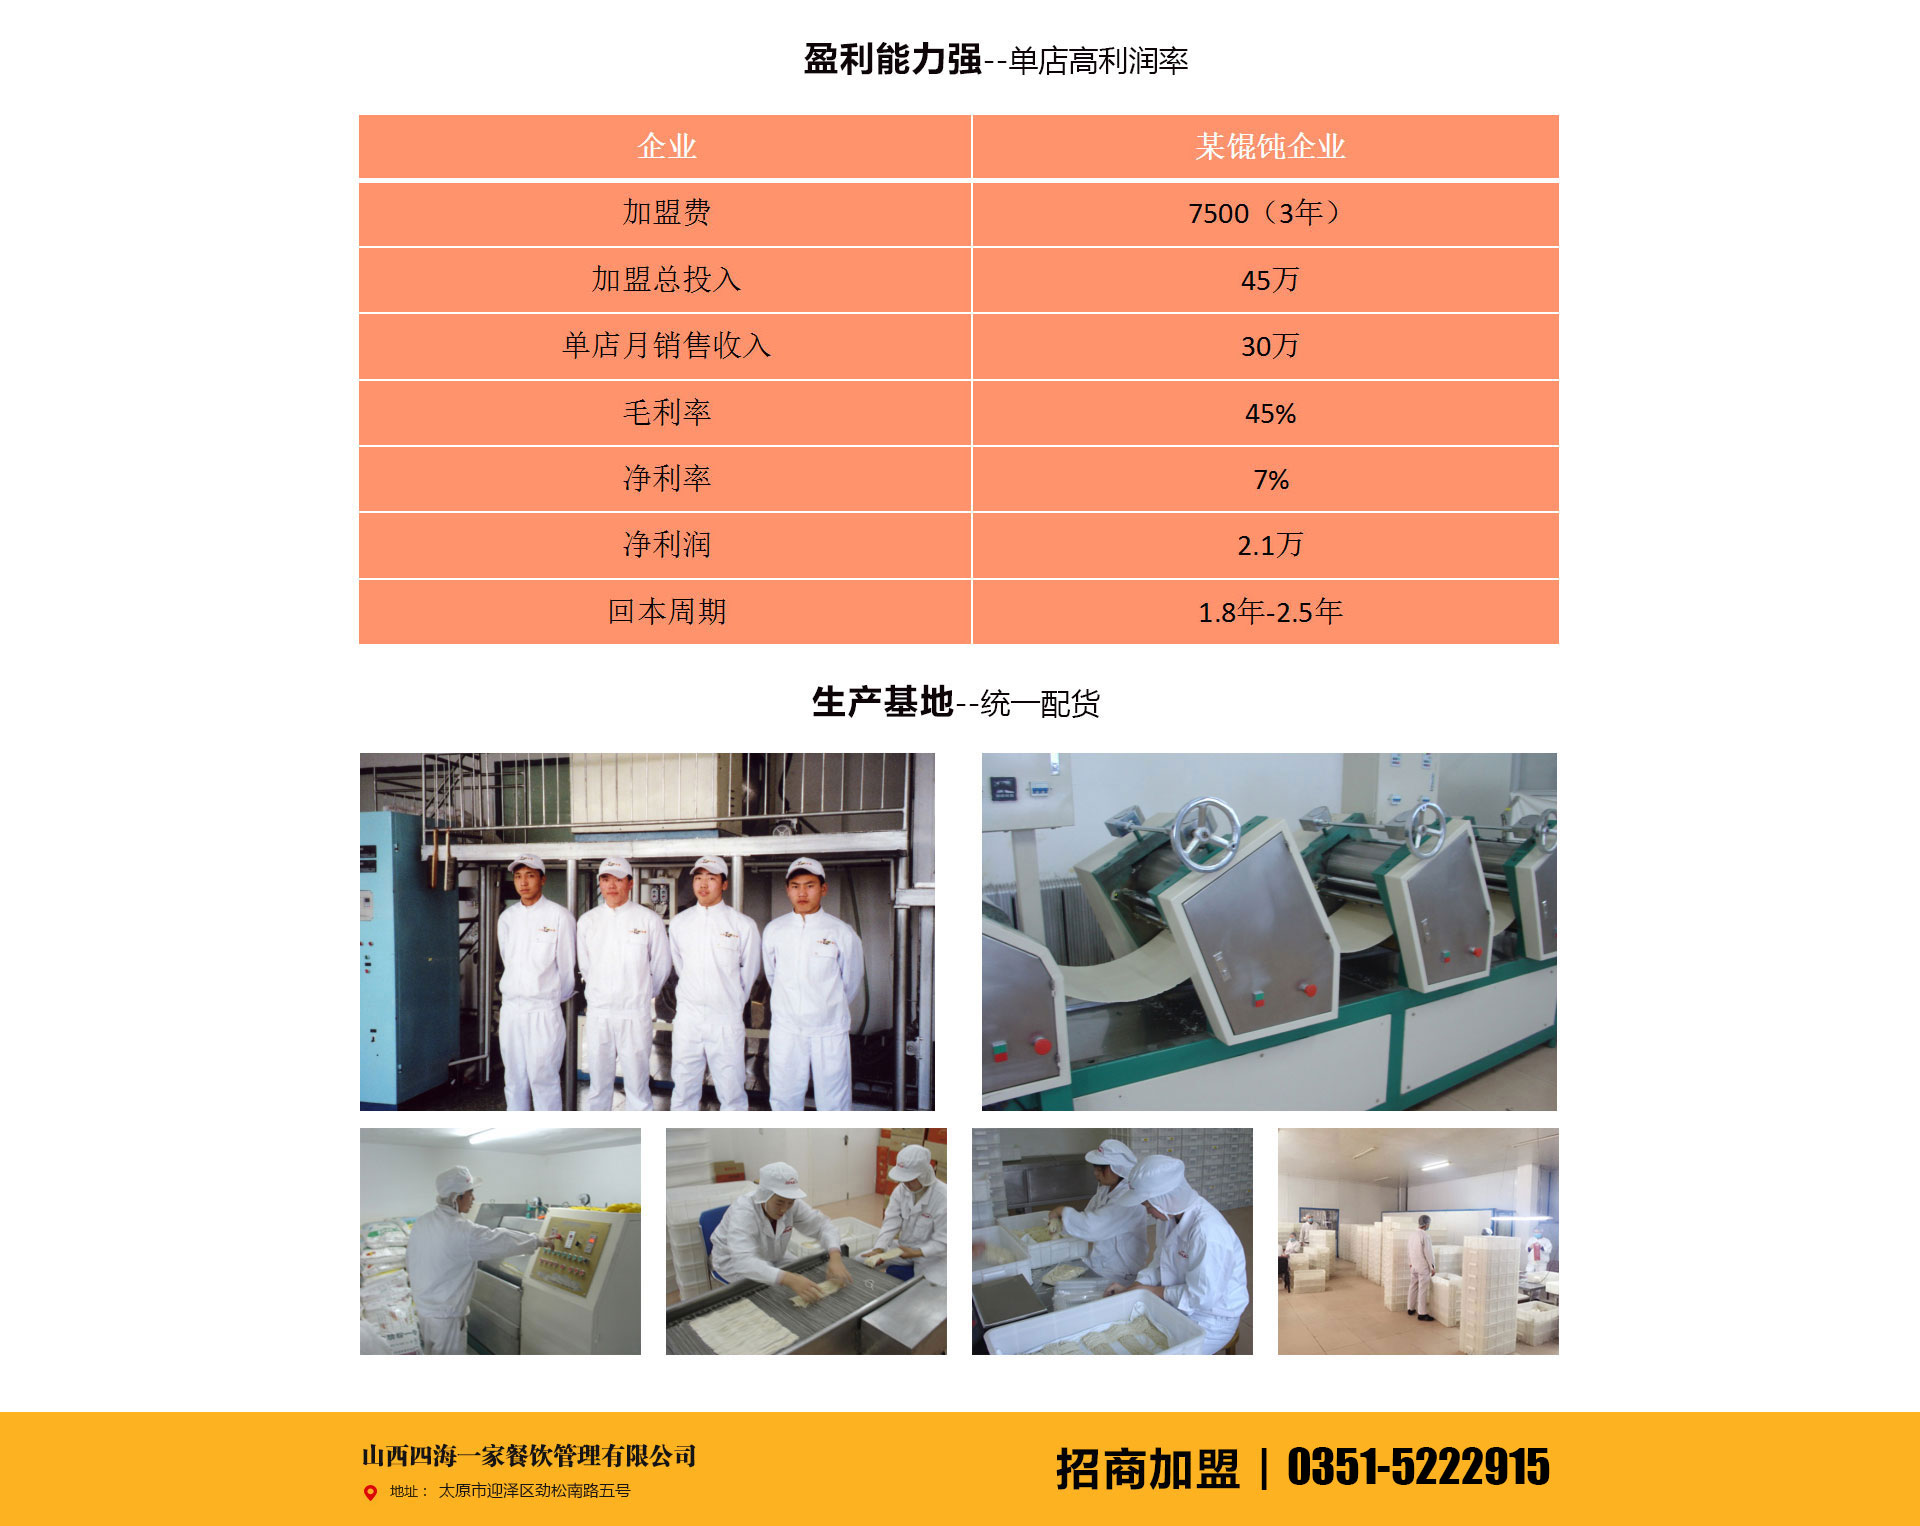 盈利能力强--单店高利润率
企业 某馄饨企业
加盟费 7500（3年）
加盟总投入 45万
单店月销售收入 30万
毛利率 45%
净利率 7%
净利润 2.1万
回本周期 1.8年-2.5年
生产基地--统一配货
山西四海一家餐饮管理有限公司
地址： 太原市迎泽区劲松南路五号
招商加盟｜0351-5222915